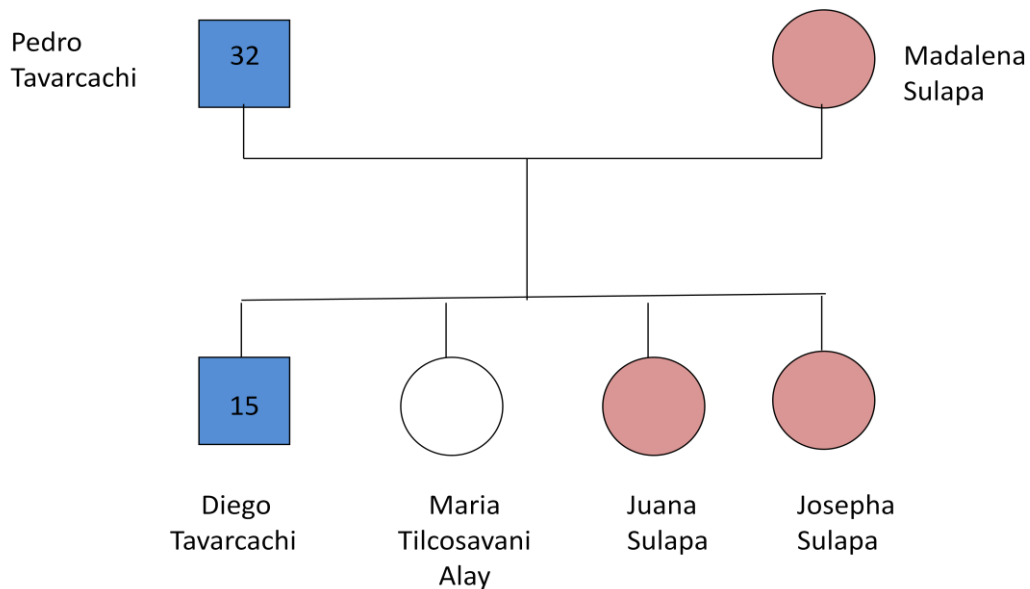 Pedro
Tavarcachi
32
Madalena
Sulapa
15
Diego
Tavarcachi
Maria
Tilcosavani
Alay
Juana
Sulapa
Josepha
Sulapa